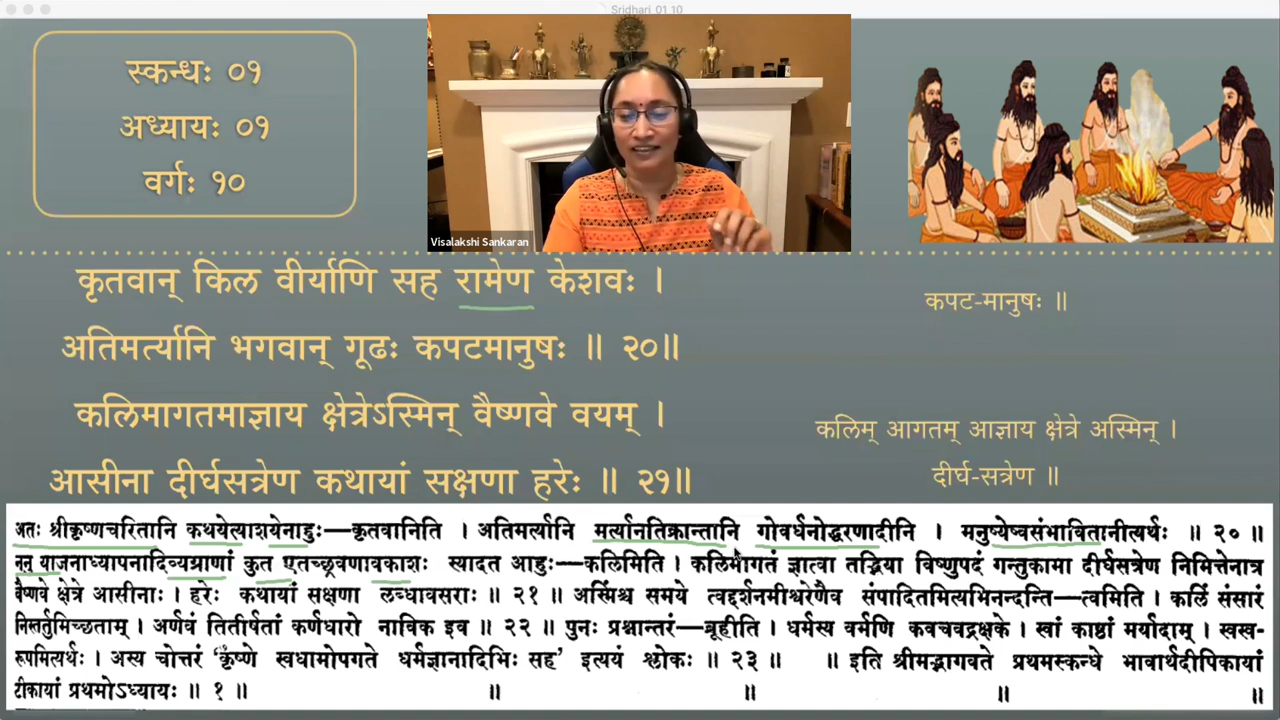 Sridhari_01_10
स्कन्धः ०१
अध्यायः ०१
वर्गः १०
Visalakshi Sankaran
कृतवान् किल वीर्याणि सह रामेण केशवः ।
अतिमर्त्यानि भगवान् गूढः कपटमानुषः ॥ २०॥
कलिमागतमाज्ञाय क्षेत्रेऽस्मिन् वैष्णवे वयम् ।
आसीना दीर्घसत्रेण कथायां सक्षणा हरेः ॥ २१॥
कपट-मानुषः ॥
कलिम् आगतम् आज्ञाय क्षेत्रे अस्मिन् ।
दीर्घ-सत्रेण ॥
अतः श्रीकृष्णचरितानि कथयेत्याशयेनाहुः—कृतवानिति । अतिमर्त्यानि मर्त्यानतिक्रान्तानि गोवर्धनोद्धरणादीनि । मनुष्येष्वसंभावितानीत्यर्थः ॥ २० ॥
ननु याजनाध्यापनादिव्यग्राणां कुत एतच्छ्रवणावकाशः स्यादत आहुः—कलिमिति । कलिमागतं ज्ञात्वा तद्भिया विष्णुपदं गन्तुकामा दीर्घसत्रेण निमित्तेनात्र
वैष्णवे क्षेत्रे आसीनाः । हरेः कथायां सक्षणा लब्धावसराः ॥ २१ ॥ अस्मिंश्च समये त्वद्दर्शनमीश्वरेणैव संपादितमित्यभिनन्दन्ति—त्वमिति । कलिं संसारं
निस्तर्तुमिच्छताम् । अर्णवं तितीर्षतां कर्णधारो नाविक इव ॥ २२ ॥ पुनः प्रश्नान्तरं—ब्रूहीति । धर्मस्य वर्मणि कवचवद्रक्षके । स्वां काष्ठां मर्यादाम् । स्वस्व-
रूपमित्यर्थः । अस्य चोत्तरं ‘कृष्णे स्वधामोपगते धर्मज्ञानादिभिः सह’ इत्ययं श्लोकः ॥ २३ ॥ ॥ इति श्रीमद्भागवते प्रथमस्कन्धे भावार्थदीपिकायां
टीकायां प्रथमोऽध्यायः ॥ १ ॥ ॥ ॥ ॥ ॥